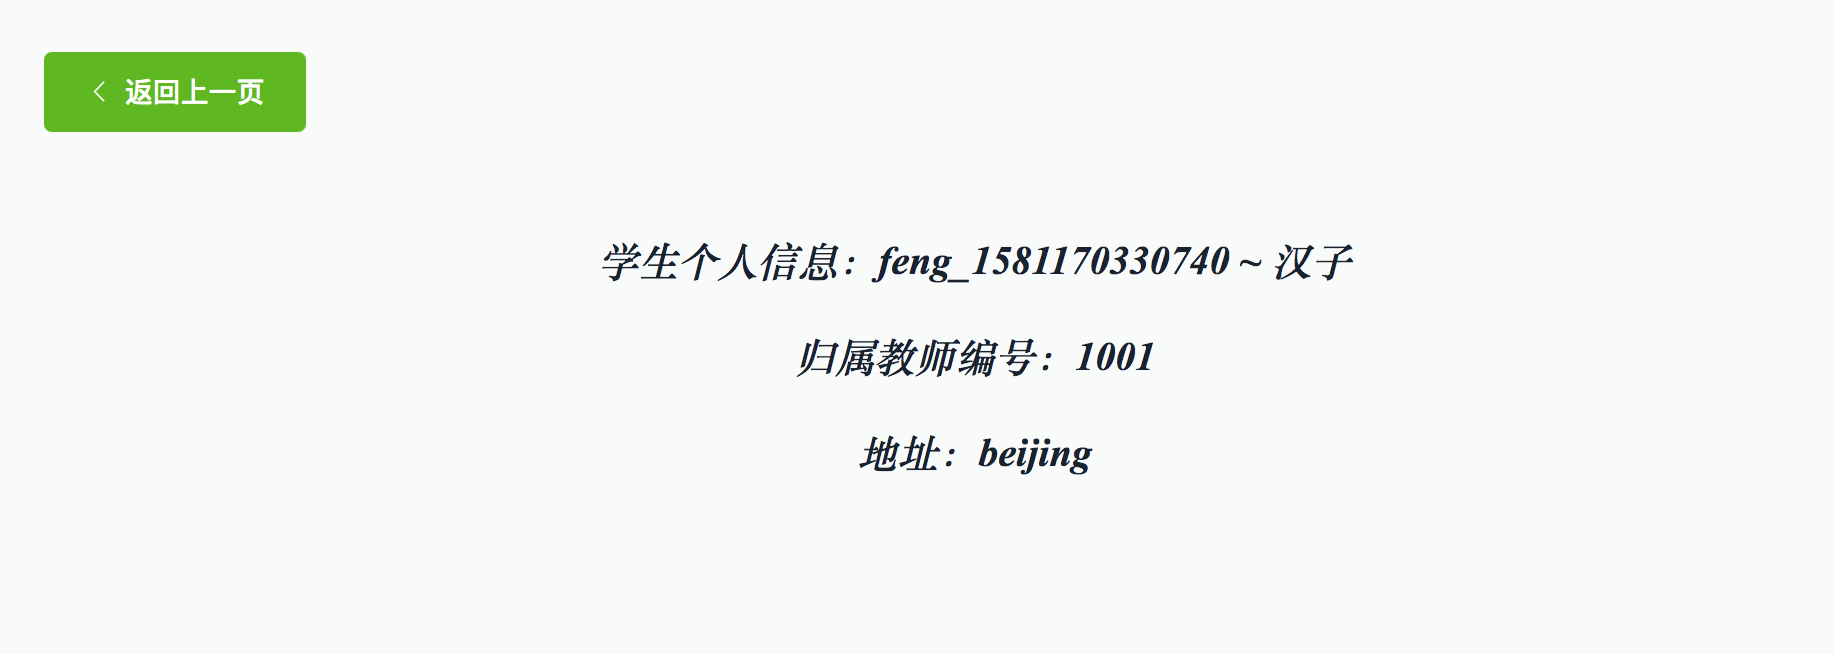 返回上一页
学生个人信息：feng_1581170330740 ~ 汉子
归属教师编号：1001
地址：beijing